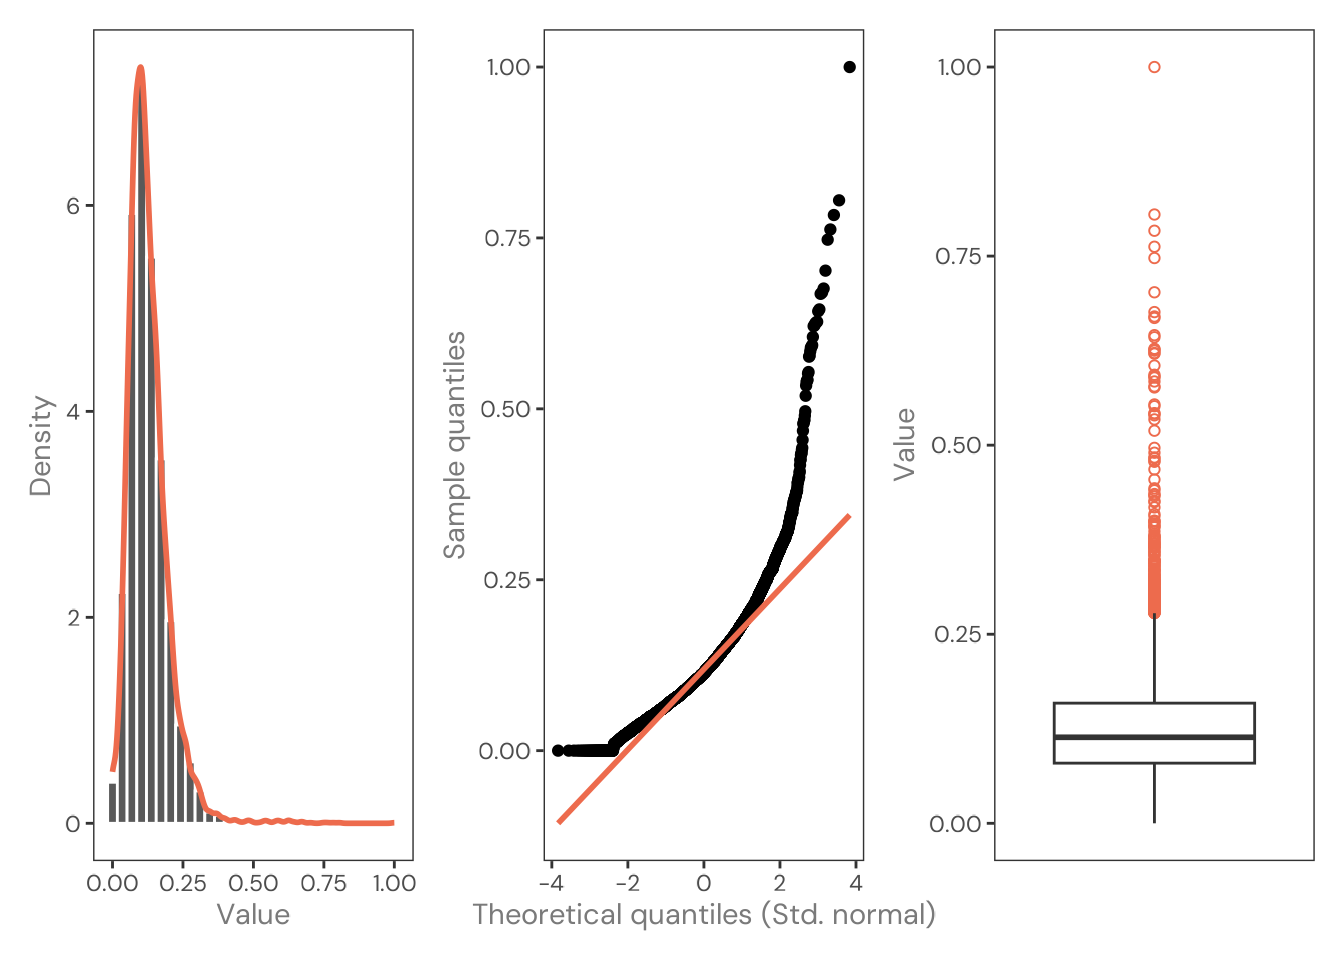 Density
6
4
2
0
0.00 0.25 0.50 0.75 1.00
Value
Sample quantiles
1.00
0.75
0.50
0.25
0.00
−4 −2 0 2 4
Theoretical quantiles (Std. normal)
Value
1.00
0.75
0.50
0.25
0.00